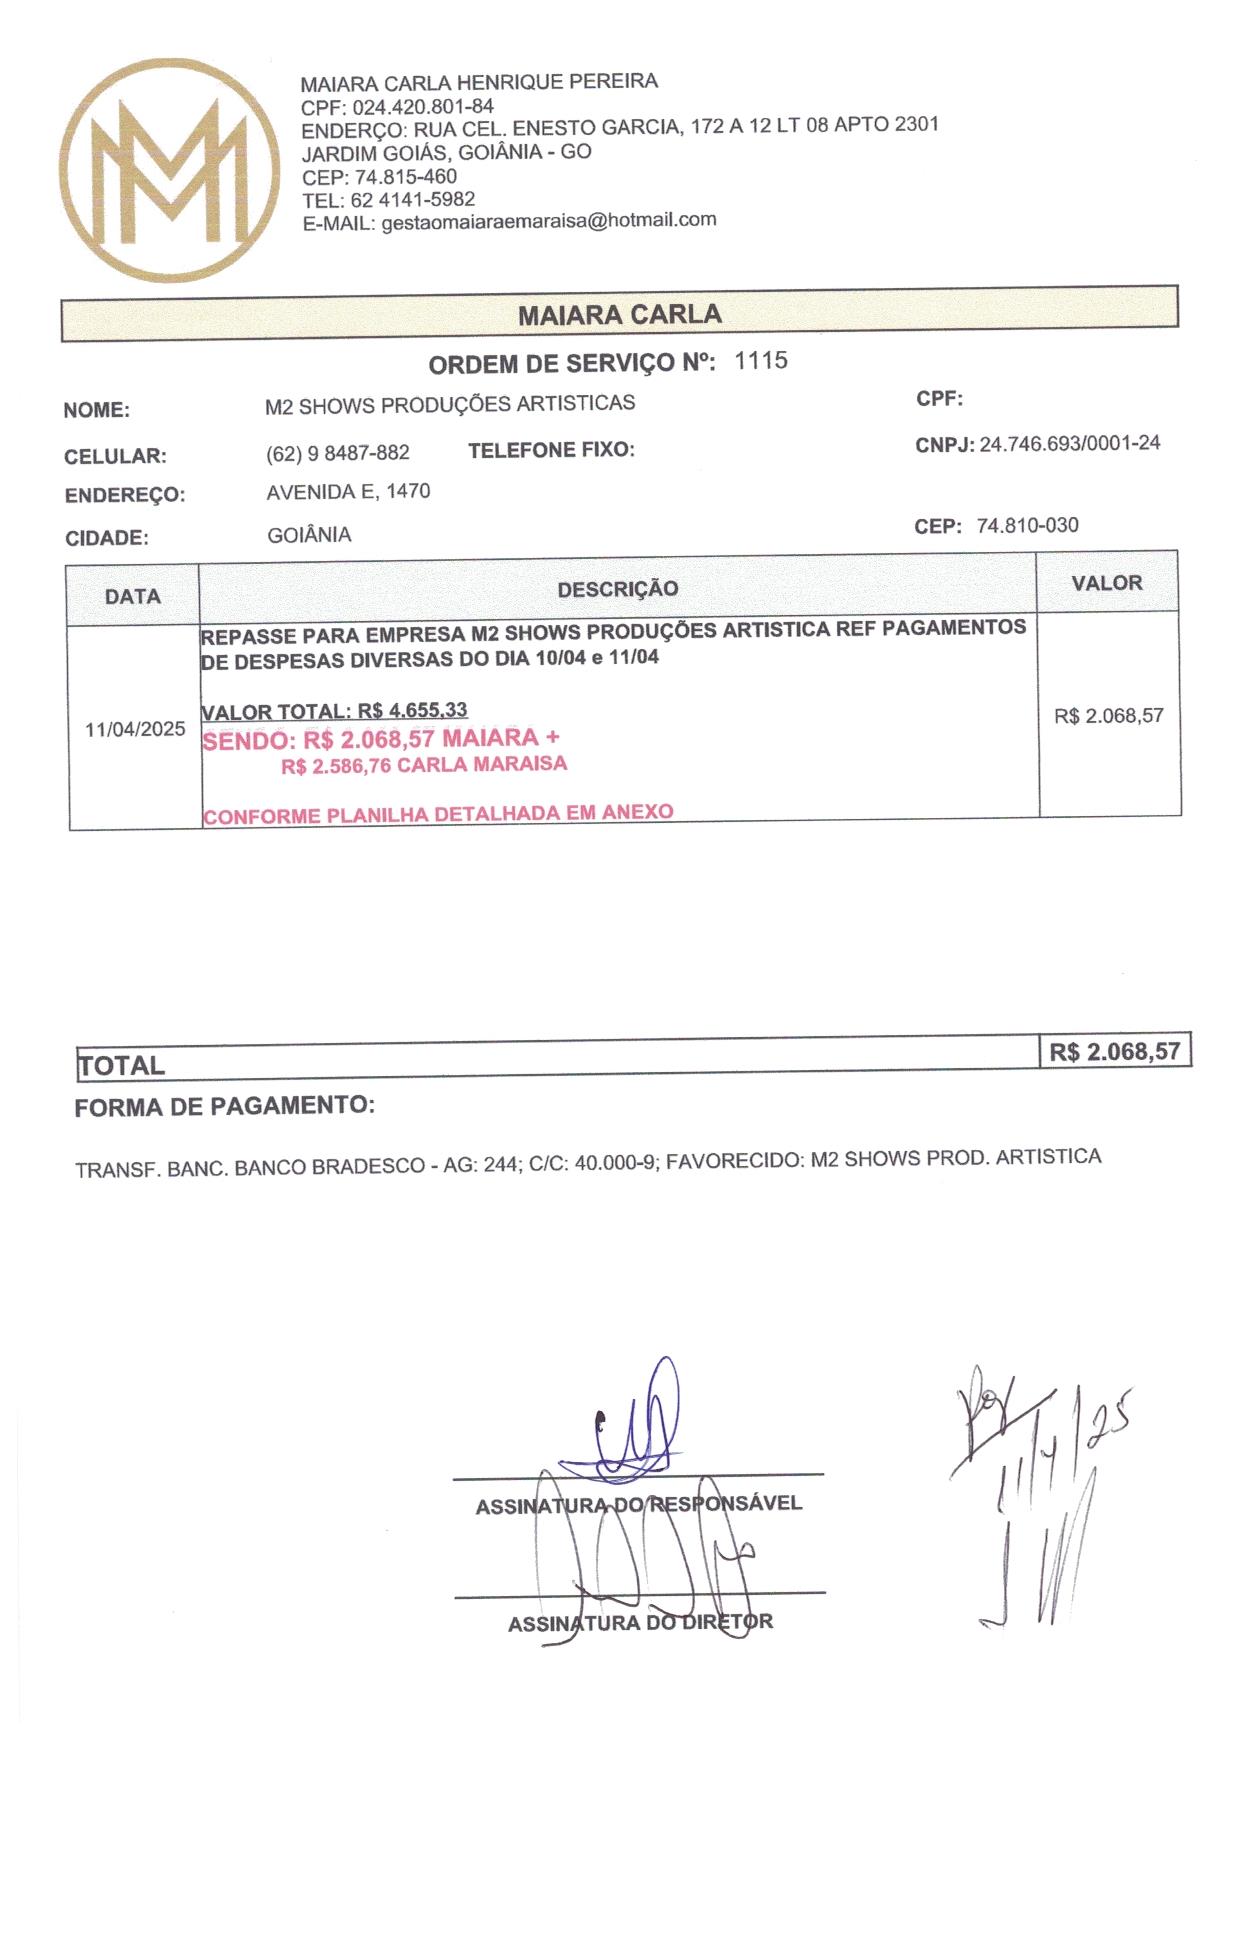 MAIARA CARLA HENRIQUE PEREIRA
CPF: 024.420.801-84
ENDERÇO: RUA CEL. ENESTO GARCIA, 172 A 12 LT 08 APTO 2301
JARDIM GOIÁS, GOIÂNIA - GO
CEP: 74.815-460
TEL: 62 4141-5982
E-MAIL: gestaomaiaraemaraisa@hotmail.com
MAIARA CARLA
ORDEM DE SERVIÇO Nº: 1115
NOME: M2 SHOWS PRODUÇÕES ARTISTICAS CPF:
CELULAR: (62) 9 8487-882 TELEFONE FIXO: CNPJ: 24.746.693/0001-24
ENDEREÇO: AVENIDA E, 1470
CIDADE: GOIÂNIA CEP: 74.810-030
DATA DESCRIÇÃO VALOR
REPASSE PARA EMPRESA M2 SHOWS PRODUÇÕES ARTISTICA REF PAGAMENTOS
DE DESPESAS DIVERSAS DO DIA 10/04 e 11/04
VALOR TOTAL: R$ 4.655,33
11/04/2025 SENDO: R$ 2.068,57 MAIARA + R$ 2.068,57
R$ 2.586,76 CARLA MARAISA
CONFORME PLANILHA DETALHADA EM ANEXO
TOTAL R$ 2.068,57
FORMA DE PAGAMENTO:
TRANSF. BANC. BANCO BRADESCO - AG: 244; C/C: 40.000-9; FAVORECIDO: M2 SHOWS PROD. ARTISTICA
11/4/25
ASSINATURA DO RESPONSÁVEL
ASSINATURA DO DIRETOR